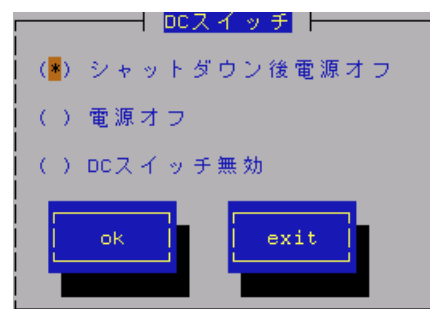 DCスイッチ
(*) シャットダウン後電源オフ
( ) 電源オフ
( ) DCスイッチ無効
ok exit